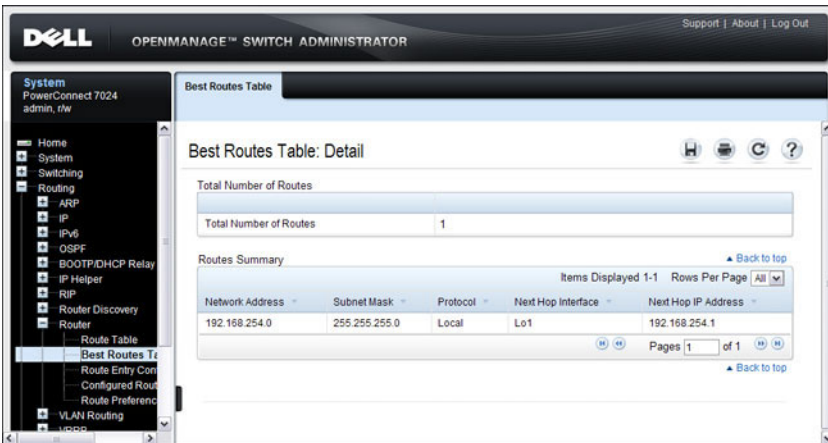 Support | About | Log Out
DELL
OPENMANAGE™ SWITCH ADMINISTRATOR
System
PowerConnect 7024
admin, r/w
Best Routes Table
Home
System
Switching
Routing
ARP
IP
IPv6
OSPF
BOOTP/DHCP Relay
IP Helper
RIP
Router Discovery
Router
Route Table
Best Routes Ta
Route Entry Con
Configured Rout
Route Preferenc
VLAN Routing
VRRP
Best Routes Table: Detail
Total Number of Routes
Total Number of Routes 1
Routes Summary Back to top
Items Displayed 1-1 Rows Per Page All
Network Address Subnet Mask Protocol Next Hop Interface Next Hop IP Address
192.168.254.0 255.255.255.0 Local Lo1 192.168.254.1
Pages 1 of 1
Back to top